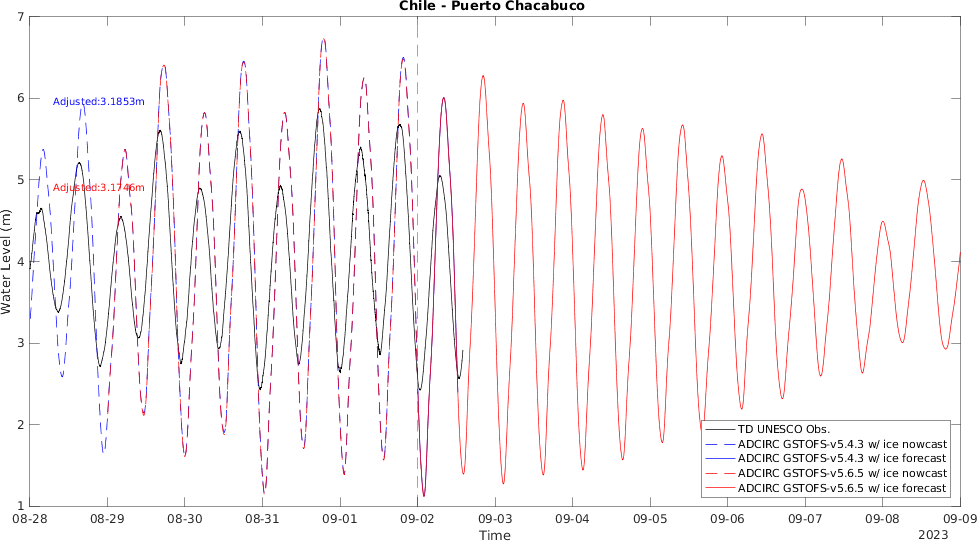 Chile - Puerto Chacabuco
7
6
5
4
3
2
1
Water Level (m)
Adjusted:3.1853m
Adjusted:3.1746m
TD UNESCO Obs.
ADCIRC GSTOFS-v5.4.3 w/ ice nowcast
ADCIRC GSTOFS-v5.4.3 w/ ice forecast
ADCIRC GSTOFS-v5.6.5 w/ ice nowcast
ADCIRC GSTOFS-v5.6.5 w/ ice forecast
08-28 08-29 08-30 08-31 09-01 09-02 09-03 09-04 09-05 09-06 09-07 09-08 09-09
Time
2023